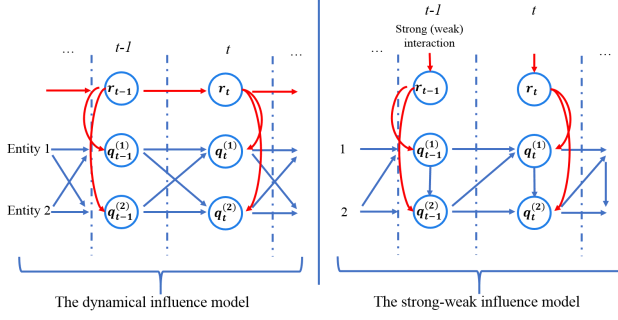 t-1 t
... ...
r_{t-1} r_t
Entity 1 q_{t-1}^{(1)} q_t^{(1)}
Entity 2 q_{t-1}^{(2)} q_t^{(2)}
The dynamical influence model
t-1 t
Strong (weak)
interaction
... ...
r_{t-1} r_t
1 q_{t-1}^{(1)} q_t^{(1)}
2 q_{t-1}^{(2)} q_t^{(2)}
The strong-weak influence model